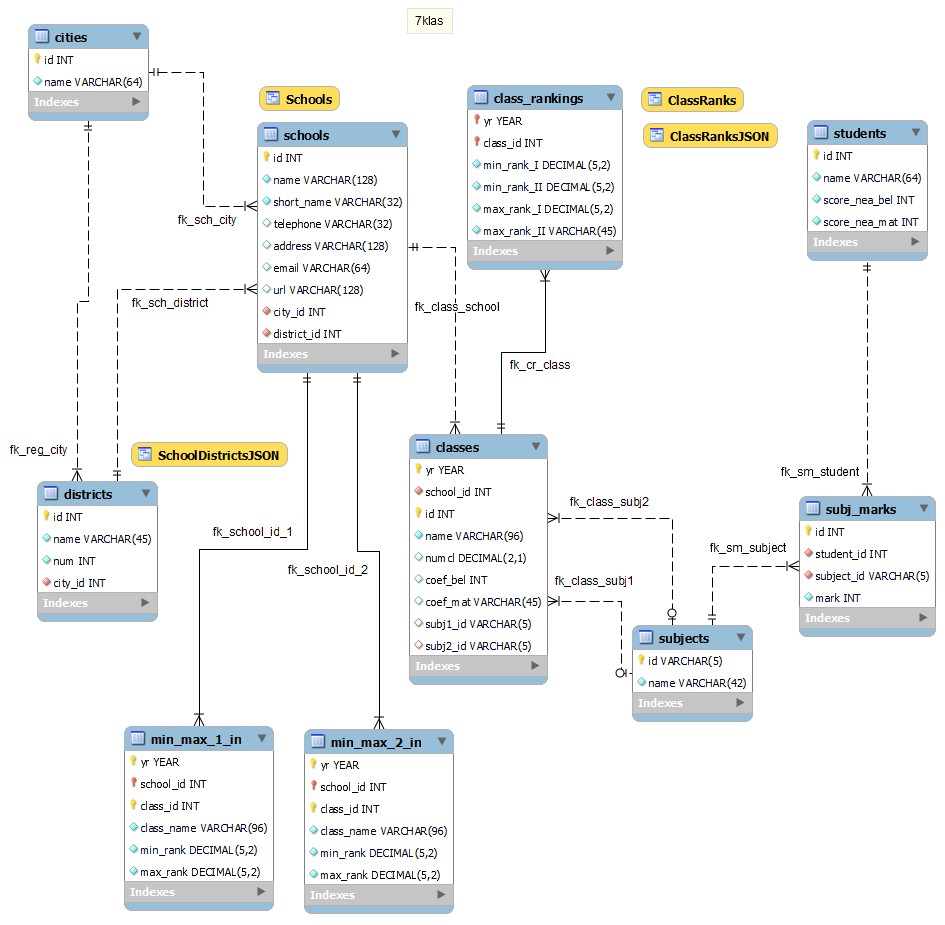 7klas
cities
id INT
name VARCHAR(64)
Indexes
fk_sch_city
Schools
schools
id INT
name VARCHAR(128)
short_name VARCHAR(32)
telephone VARCHAR(32)
address VARCHAR(128)
email VARCHAR(64)
url VARCHAR(128)
city_id INT
district_id INT
Indexes
class_rankings
yr YEAR
class_id INT
min_rank_I DECIMAL(5,2)
min_rank_II DECIMAL(5,2)
max_rank_I DECIMAL(5,2)
max_rank_II VARCHAR(45)
Indexes
ClassRanks
ClassRanksJSON
students
id INT
name VARCHAR(64)
score_nea_bel INT
score_nea_mat INT
Indexes
fk_sch_district
fk_class_school
fk_cr_class
fk_reg_city
SchoolDistrictsJSON
districts
id INT
name VARCHAR(45)
num INT
city_id INT
Indexes
fk_school_id_1
fk_school_id_2
classes
yr YEAR
school_id INT
id INT
name VARCHAR(96)
numcl DECIMAL(2,1)
coef_bel INT
coef_mat VARCHAR(45)
subj1_id VARCHAR(5)
subj2_id VARCHAR(5)
Indexes
fk_class_subj2
fk_class_subj1
fk_sm_student
fk_sm_subject
subj_marks
id INT
student_id INT
subject_id VARCHAR(5)
mark INT
Indexes
subjects
id VARCHAR(5)
name VARCHAR(42)
Indexes
min_max_1_in
yr YEAR
school_id INT
class_id INT
class_name VARCHAR(96)
min_rank DECIMAL(5,2)
max_rank DECIMAL(5,2)
Indexes
min_max_2_in
yr YEAR
school_id INT
class_id INT
class_name VARCHAR(96)
min_rank DECIMAL(5,2)
max_rank DECIMAL(5,2)
Indexes